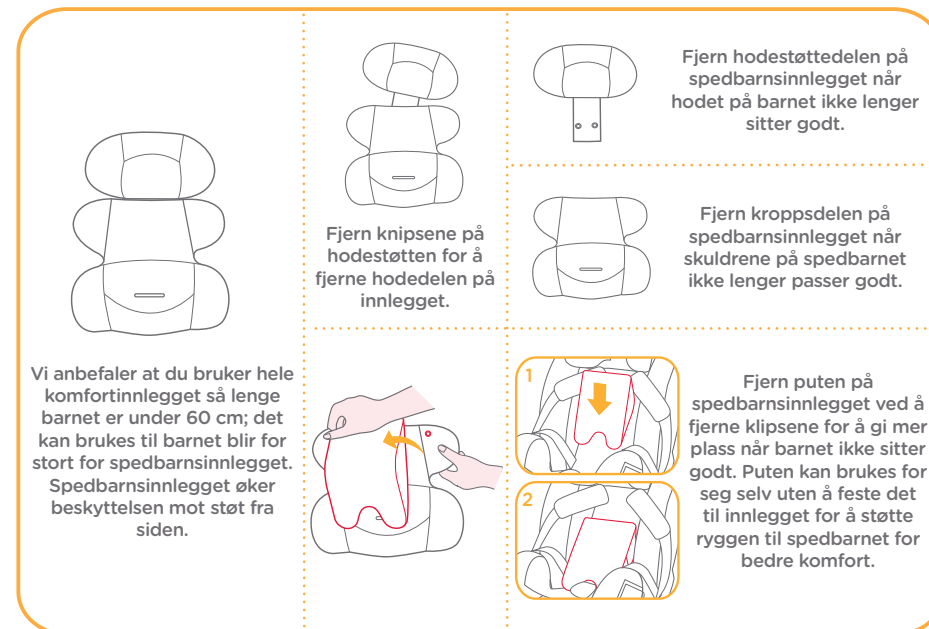 Vi anbefaler at du bruker hele
komfortinnlegget så lenge
barnet er under 60 cm; det
kan brukes til barnet blir for
stort for spedbarnsinnlegget.
Spedbarnsinnlegget øker
beskyttelsen mot støt fra
siden.
Fjern knipsene på
hodestøtten for å
fjerne hodedelen på
innlegget.
Fjern hodestøttedelen på
spedbarnsinnlegget når
hodet på barnet ikke lenger
sitter godt.
Fjern kroppsdelen på
spedbarnsinnlegget når
skuldrene på spedbarnet
ikke lenger passer godt.
1
2
Fjern puten på
spedbarnsinnlegget ved å
fjerne klipsene for å gi mer
plass når barnet ikke sitter
godt. Puten kan brukes for
seg selv uten å feste det
til innlegget for å støtte
ryggen til spedbarnet for
bedre komfort.